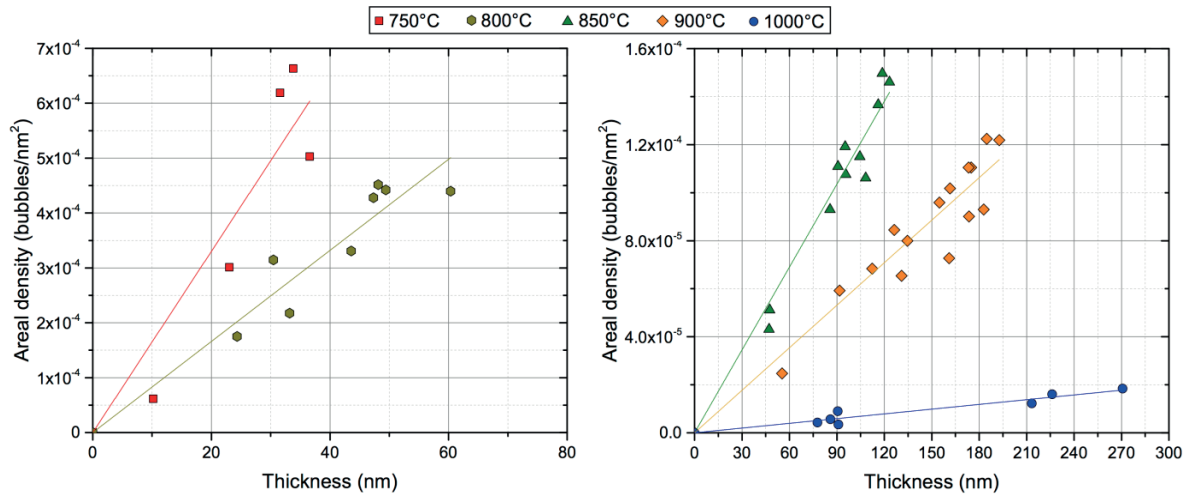 750°C 800°C 850°C 900°C 1000°C
7x10⁻⁴
6x10⁻⁴
5x10⁻⁴
4x10⁻⁴
3x10⁻⁴
2x10⁻⁴
1x10⁻⁴
0
Areal density (bubbles/nm²)
0 20 40 60 80
Thickness (nm)
1.6x10⁻⁴
1.2x10⁻⁴
8.0x10⁻⁵
4.0x10⁻⁵
0.0
Areal density (bubbles/nm²)
0 30 60 90 120 150 180 210 240 270 300
Thickness (nm)